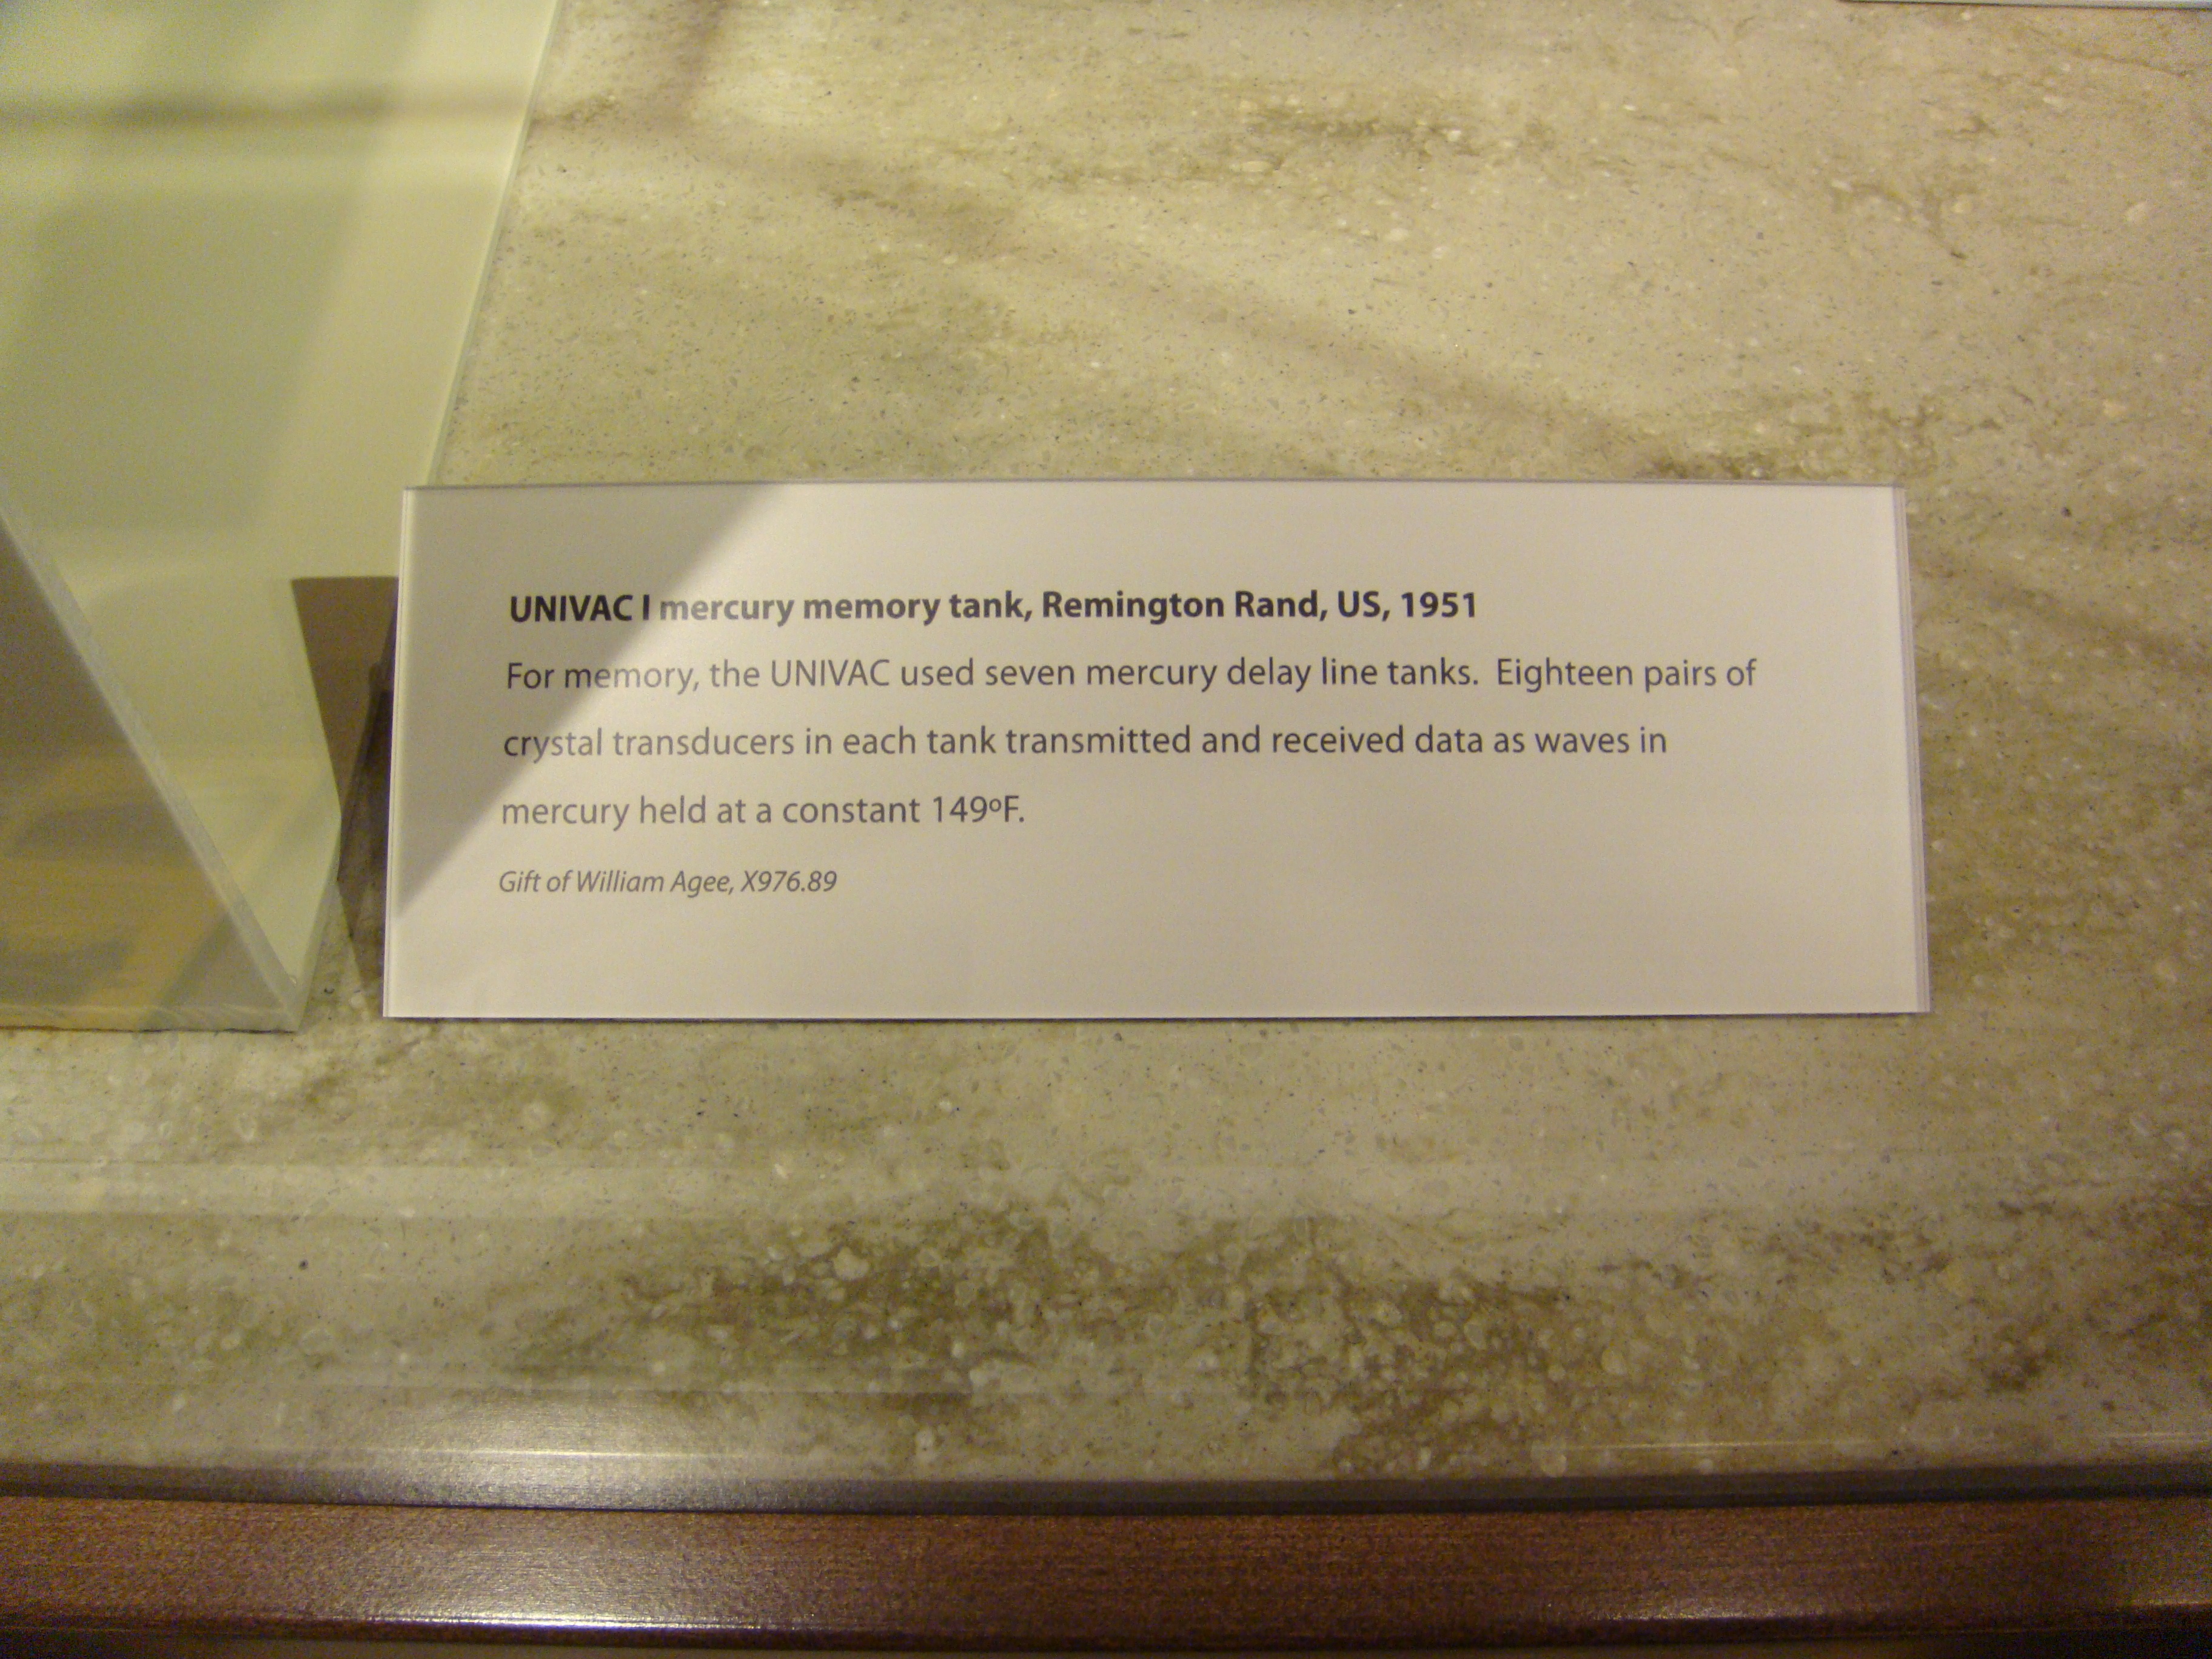 UNIVAC I mercury memory tank, Remington Rand, US, 1951
For memory, the UNIVAC used seven mercury delay line tanks.  Eighteen pairs of
crystal transducers in each tank transmitted and received data as waves in
mercury held at a constant 149ºF.
Gift of William Agee, X976.89